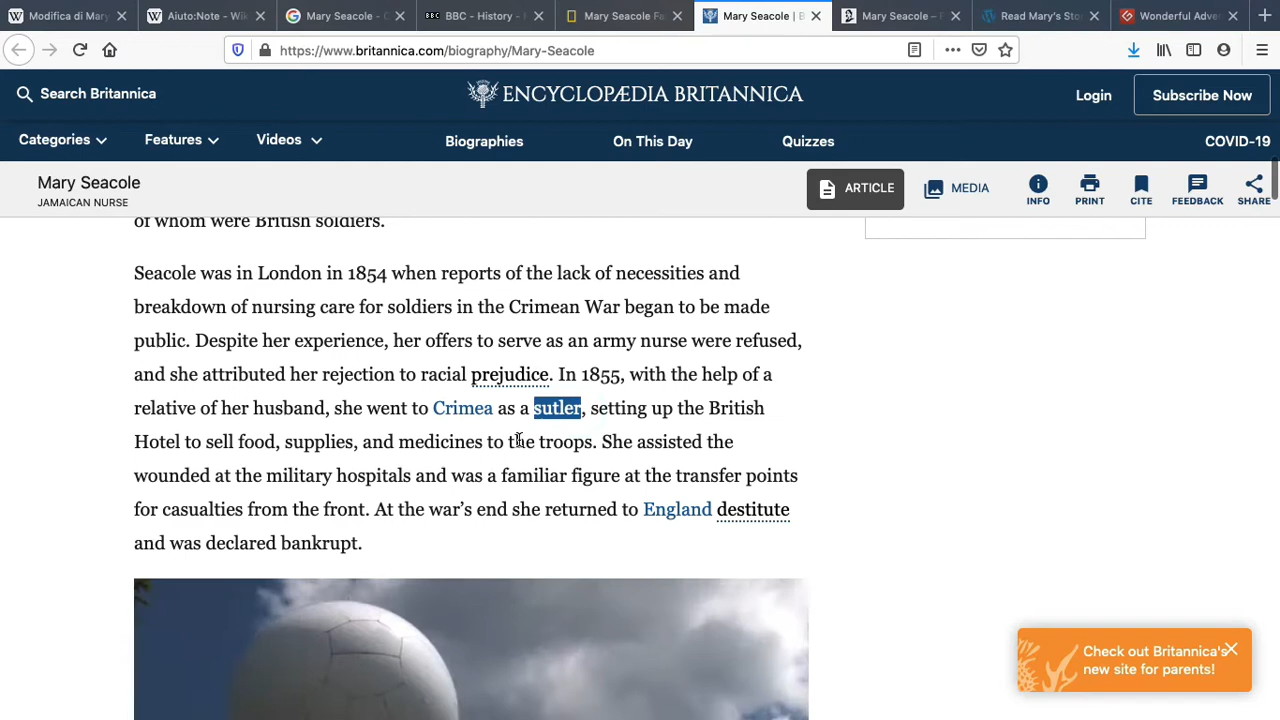 Modifica di Mary
Aiuto:Note - Wik
Mary Seacole - C
BBC - History - M
Mary Seacole Fa
Mary Seacole | B
Mary Seacole – F
Read Mary's Sto
Wonderful Adve
https://www.britannica.com/biography/Mary-Seacole
Search Britannica
ENCYCLOPÆDIA BRITANNICA
Login
Subscribe Now
Categories
Features
Videos
Biographies
On This Day
Quizzes
COVID-19
Mary Seacole
JAMAICAN NURSE
ARTICLE
MEDIA
INFO
PRINT
CITE
FEEDBACK
SHARE
of whom were British soldiers.
Seacole was in London in 1854 when reports of the lack of necessities and
breakdown of nursing care for soldiers in the Crimean War began to be made
public. Despite her experience, her offers to serve as an army nurse were refused,
and she attributed her rejection to racial prejudice. In 1855, with the help of a
relative of her husband, she went to Crimea as a sutler, setting up the British
Hotel to sell food, supplies, and medicines to the troops. She assisted the
wounded at the military hospitals and was a familiar figure at the transfer points
for casualties from the front. At the war's end she returned to England destitute
and was declared bankrupt.
Check out Britannica's
new site for parents!